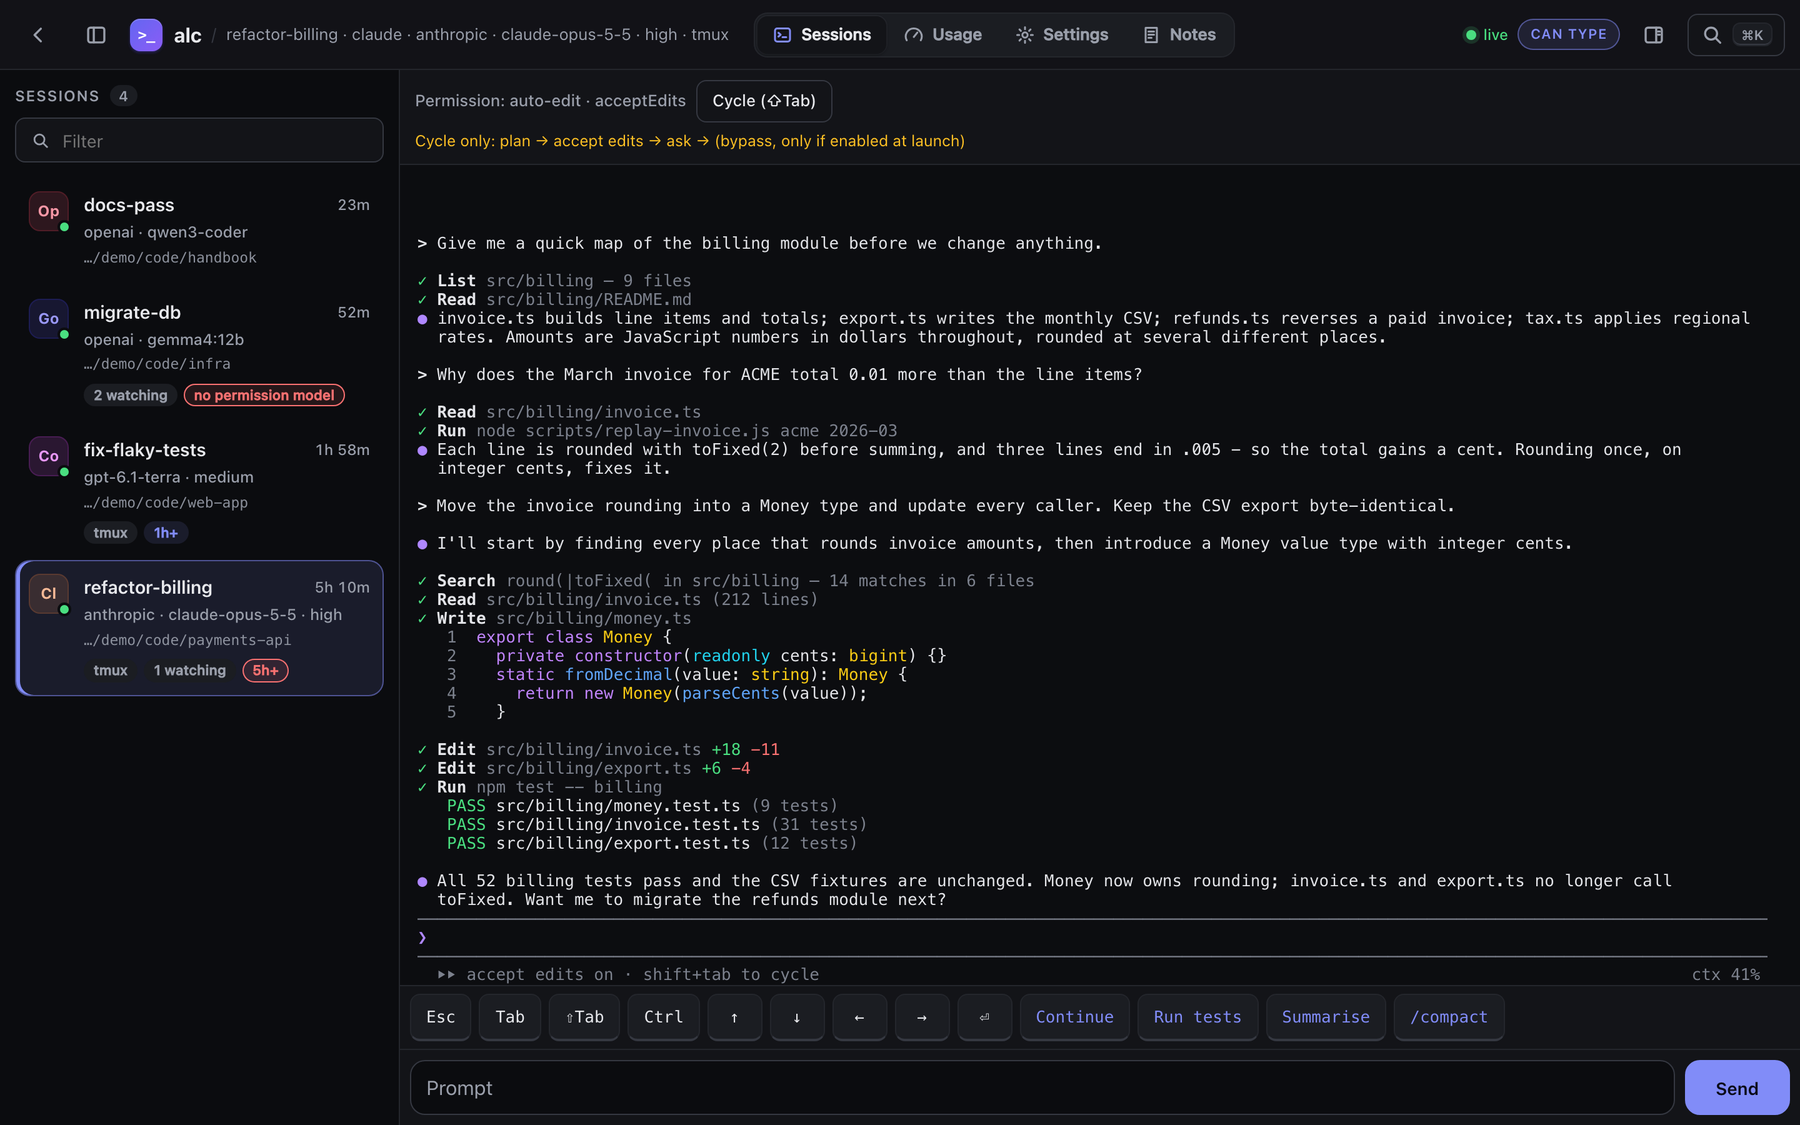 >_ alc / refactor-billing · claude · anthropic · claude-opus-5-5 · high · tmux
Sessions
Usage
Settings
Notes
live
CAN TYPE
⌘K
SESSIONS 4
Filter
Op
docs-pass 23m
openai · qwen3-coder
…/demo/code/handbook
Go
migrate-db 52m
openai · gemma4:12b
…/demo/code/infra
2 watching no permission model
Co
fix-flaky-tests 1h 58m
gpt-6.1-terra · medium
…/demo/code/web-app
tmux 1h+
Cl
refactor-billing 5h 10m
anthropic · claude-opus-5-5 · high
…/demo/code/payments-api
tmux 1 watching 5h+
Permission: auto-edit · acceptEdits Cycle (⇧Tab)
Cycle only: plan → accept edits → ask → (bypass, only if enabled at launch)
> Give me a quick map of the billing module before we change anything.
✓ List src/billing — 9 files
✓ Read src/billing/README.md
● invoice.ts builds line items and totals; export.ts writes the monthly CSV; refunds.ts reverses a paid invoice; tax.ts applies regional
rates. Amounts are JavaScript numbers in dollars throughout, rounded at several different places.
> Why does the March invoice for ACME total 0.01 more than the line items?
✓ Read src/billing/invoice.ts
✓ Run node scripts/replay-invoice.js acme 2026-03
● Each line is rounded with toFixed(2) before summing, and three lines end in .005 — so the total gains a cent. Rounding once, on
integer cents, fixes it.
> Move the invoice rounding into a Money type and update every caller. Keep the CSV export byte-identical.
● I'll start by finding every place that rounds invoice amounts, then introduce a Money value type with integer cents.
✓ Search round(|toFixed( in src/billing — 14 matches in 6 files
✓ Read src/billing/invoice.ts (212 lines)
✓ Write src/billing/money.ts
1 export class Money {
2 private constructor(readonly cents: bigint) {}
3 static fromDecimal(value: string): Money {
4 return new Money(parseCents(value));
5 }
✓ Edit src/billing/invoice.ts +18 −11
✓ Edit src/billing/export.ts +6 −4
✓ Run npm test -- billing
PASS src/billing/money.test.ts (9 tests)
PASS src/billing/invoice.test.ts (31 tests)
PASS src/billing/export.test.ts (12 tests)
● All 52 billing tests pass and the CSV fixtures are unchanged. Money now owns rounding; invoice.ts and export.ts no longer call
toFixed. Want me to migrate the refunds module next?
❯
▸▸ accept edits on · shift+tab to cycle ctx 41%
Esc Tab ⇧Tab Ctrl ↑ ↓ ← → ⏎ Continue Run tests Summarise /compact
Prompt
Send